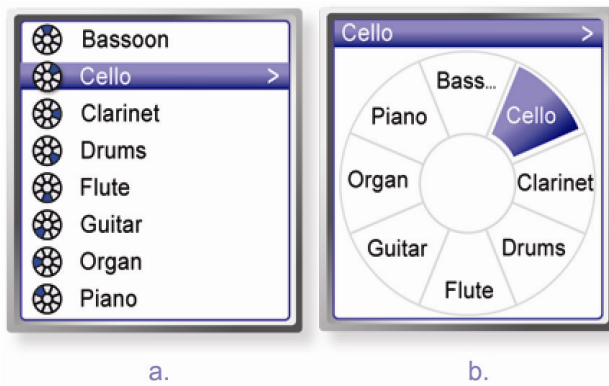 Bassoon
Cello >
Clarinet
Drums
Flute
Guitar
Organ
Piano
a.
Cello >
Bass...
Cello
Clarinet
Drums
Flute
Guitar
Organ
Piano
b.